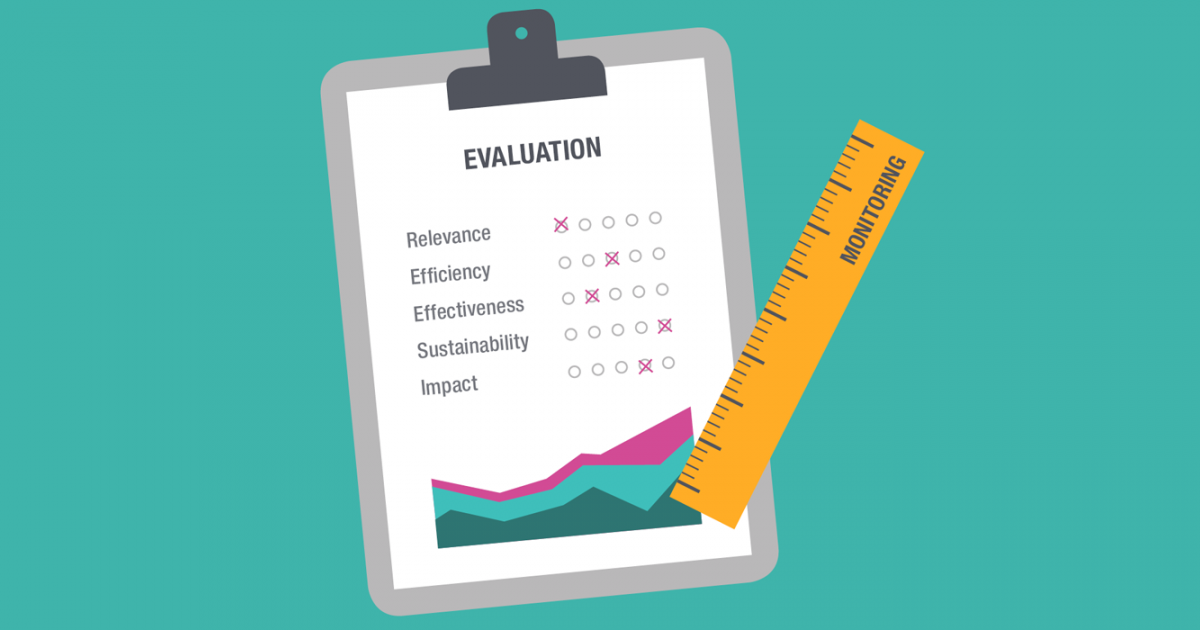 EVALUATION
Relevance
Efficiency
Effectiveness
Sustainability
Impact
MONITORING